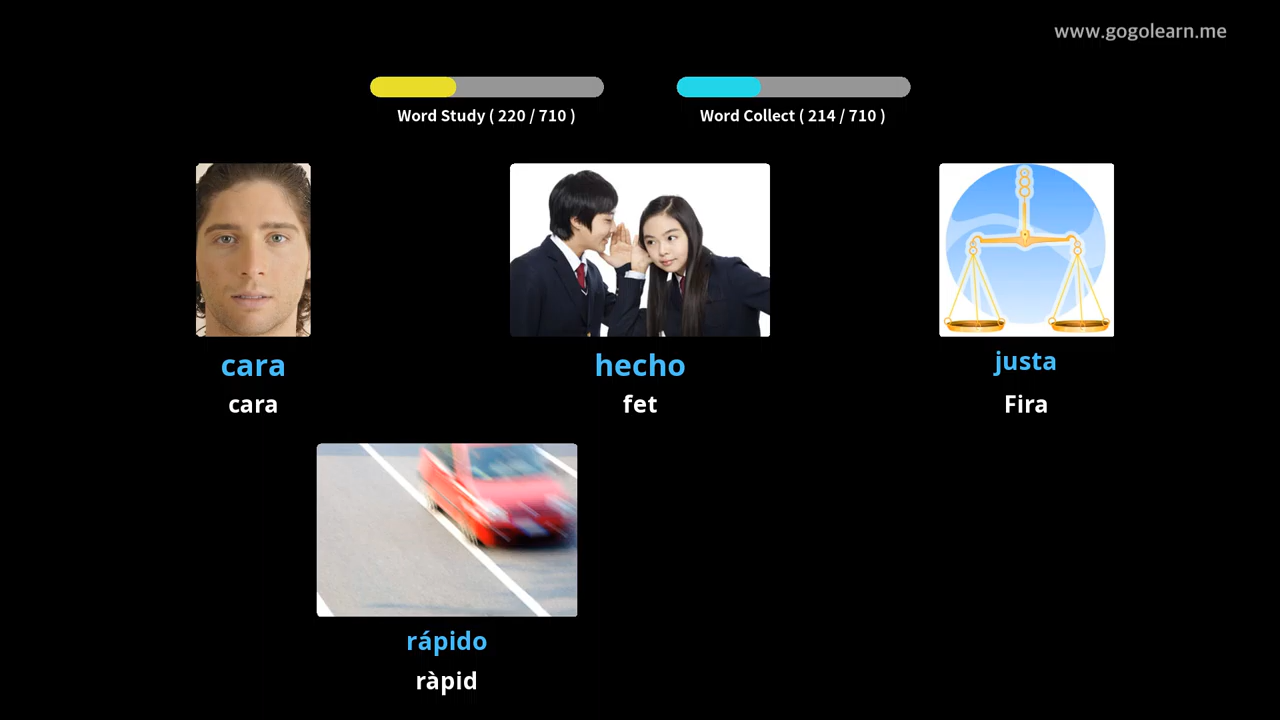 www.gogolearn.me
Word Study ( 220 / 710 )
Word Collect ( 214 / 710 )
cara
cara
hecho
fet
justa
Fira
rápido
ràpid